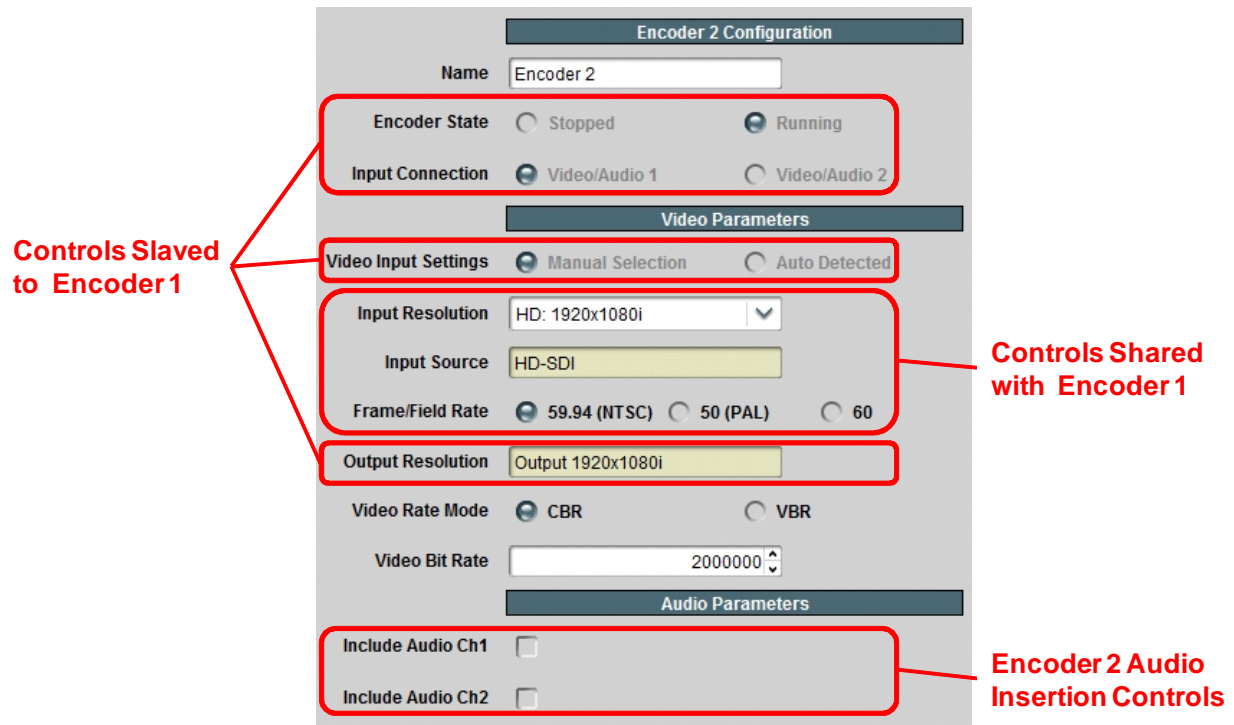 Encoder 2 Configuration
Name Encoder 2
Encoder State Stopped Running
Input Connection Video/Audio 1 Video/Audio 2
Video Parameters
Controls Slaved
to Encoder 1
Video Input Settings Manual Selection Auto Detected
Input Resolution HD: 1920x1080i
Input Source HD-SDI
Controls Shared
with Encoder 1
Frame/Field Rate 59.94 (NTSC) 50 (PAL) 60
Output Resolution Output 1920x1080i
Video Rate Mode CBR VBR
Video Bit Rate 2000000
Audio Parameters
Include Audio Ch1
Include Audio Ch2
Encoder 2 Audio
Insertion Controls